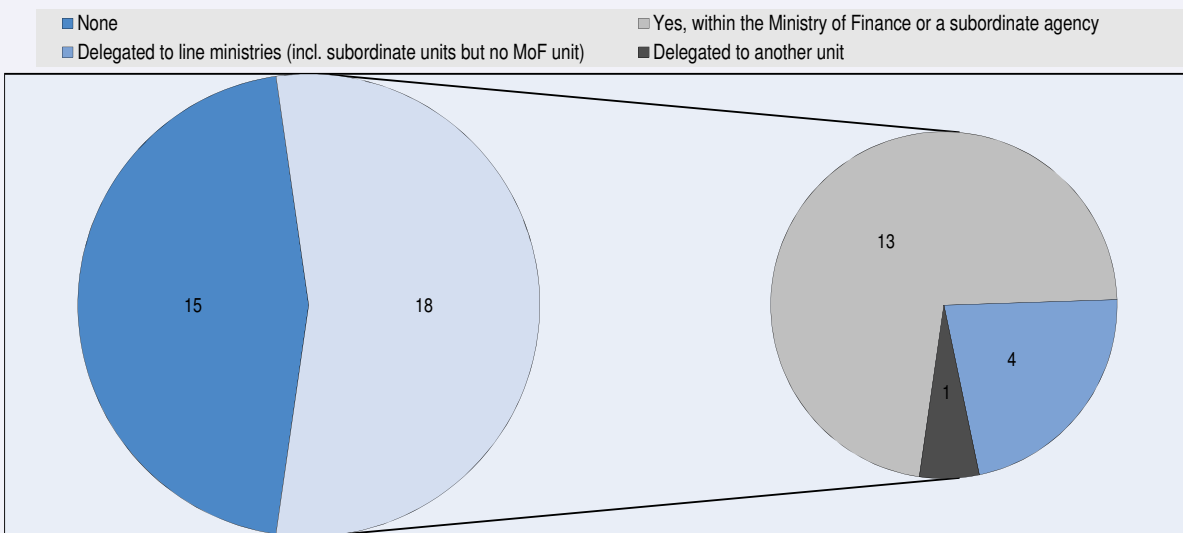 None
Yes, within the Ministry of Finance or a subordinate agency
Delegated to line ministries (incl. subordinate units but no MoF unit)
Delegated to another unit
13
15
18
4
1